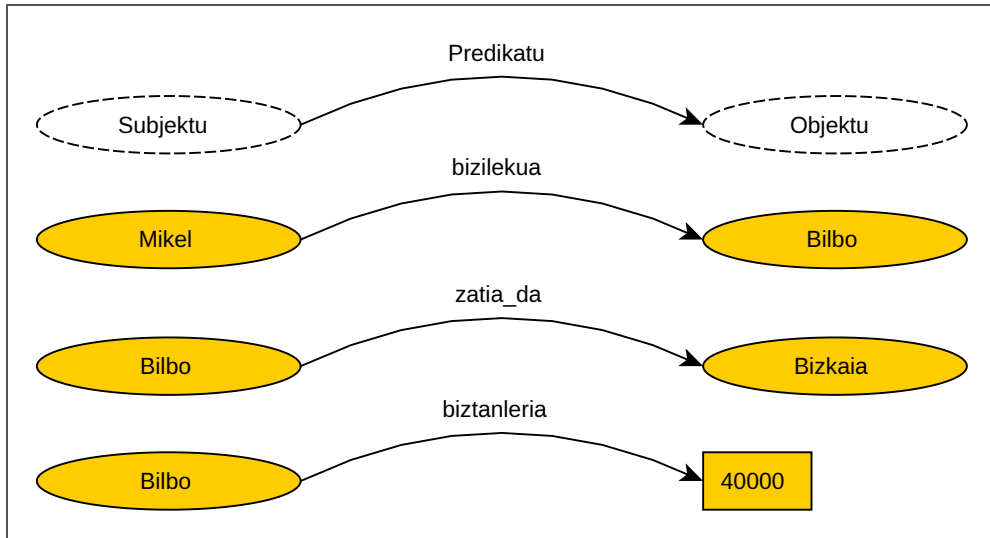 Predikatu
Subjektu
Objektu
bizilekua
Mikel
Bilbo
zatia_da
Bilbo
Bizkaia
biztanleria
Bilbo
40000